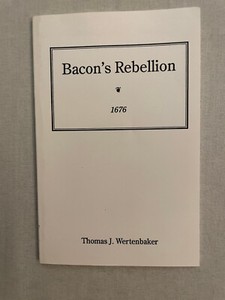 Bacon's Rebellion
1676
Thomas J. Wertenbaker